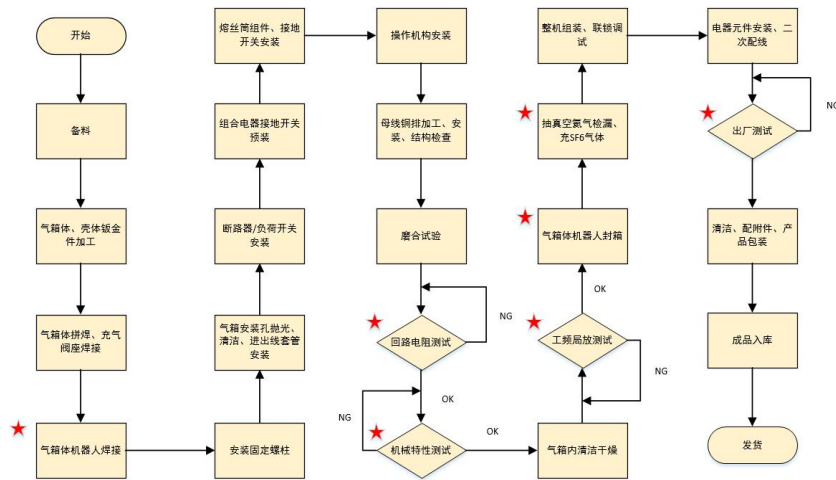 开始
备料
气箱体、壳体钣金
件加工
气箱体拼焊、充气
阀座焊接
气箱体机器人焊接
安装固定螺柱
气箱安装孔抛光、
清洁、进出线套管
安装
断路器/负荷开关
安装
组合电器接地开关
预装
熔丝筒组件、接地
开关安装
操作机构安装
母线铜排加工、安
装、结构检查
磨合试验
回路电阻测试
NG
OK
机械特性测试
NG
OK
气箱内清洁干燥
工频局放测试
NG
OK
气箱体机器人封箱
抽真空氦气检漏、
充SF6气体
整机组装、联锁调
试
电器元件安装、二
次配线
出厂测试
NG
清洁、配附件、产
品包装
成品入库
发货